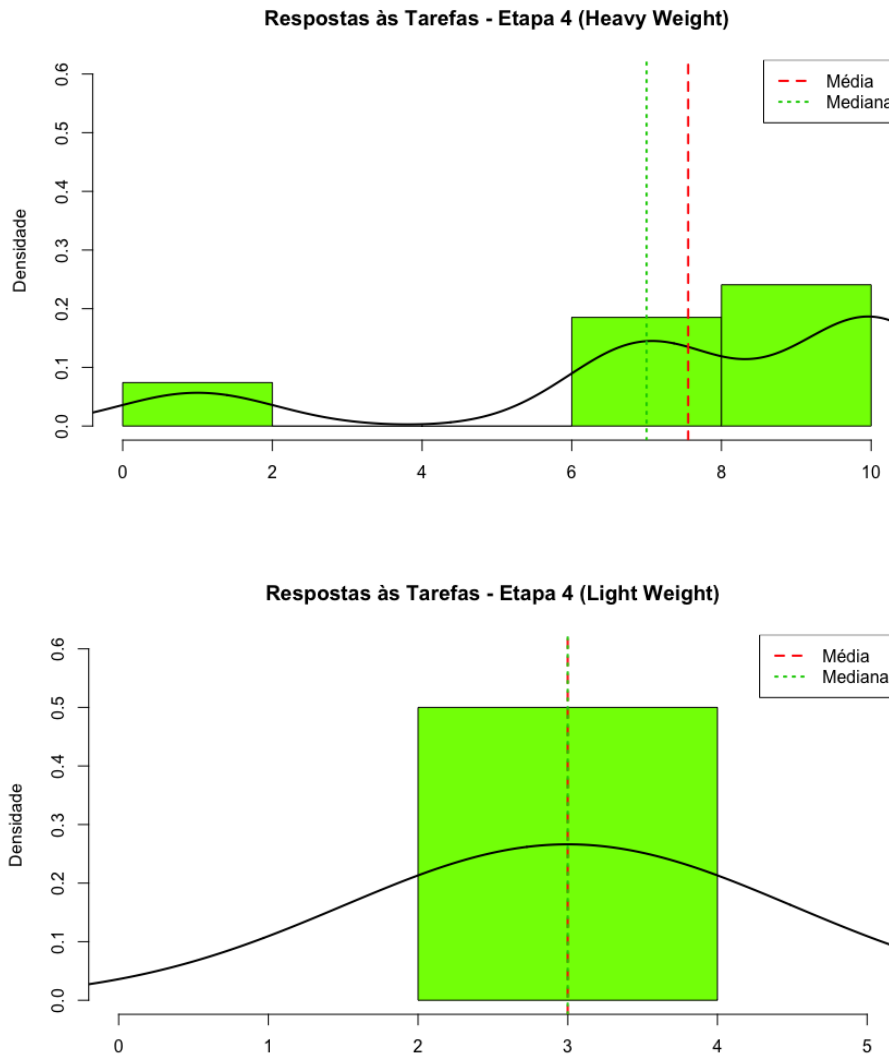 Respostas às Tarefas - Etapa 4 (Heavy Weight)
Densidade
0.6
0.5
0.4
0.3
0.2
0.1
0.0
Média
Mediana
0 2 4 6 8 10
Respostas às Tarefas - Etapa 4 (Light Weight)
Densidade
0.6
0.5
0.4
0.3
0.2
0.1
0.0
Média
Mediana
0 1 2 3 4 5